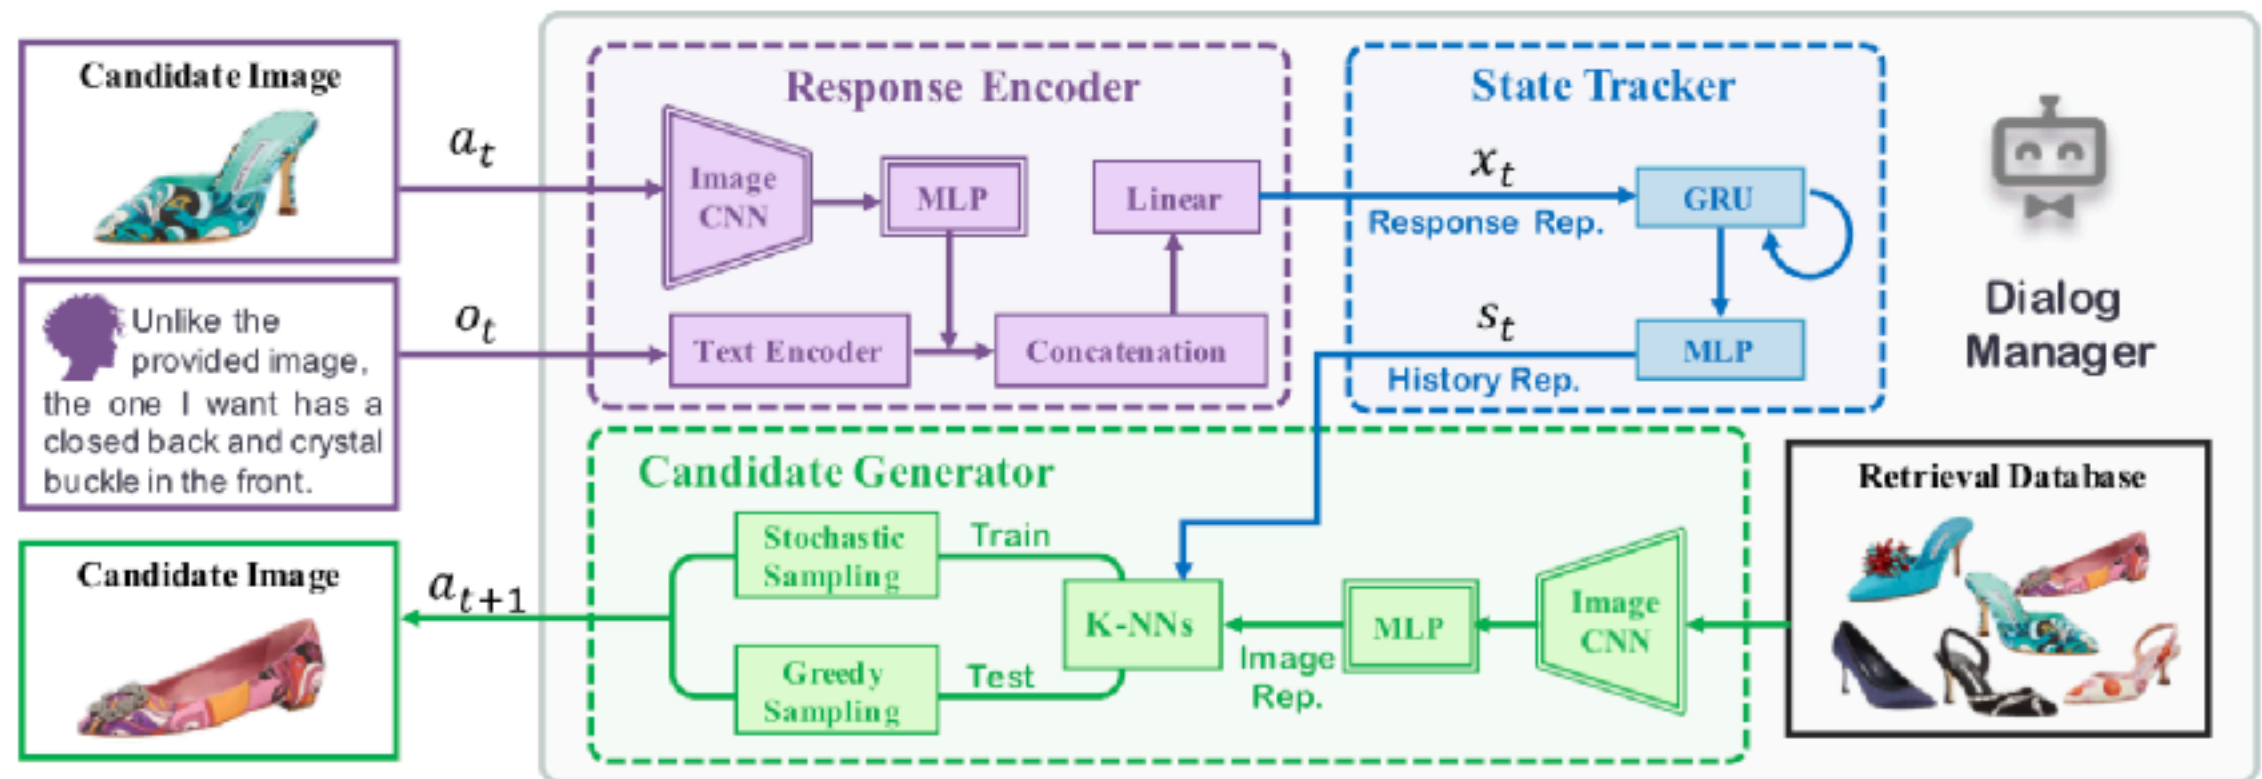 Candidate Image
a_t
Unlike the
provided image,
the one I want has a
closed back and crystal
buckle in the front.
o_t
Response Encoder
Image
CNN
MLP
Linear
Text Encoder
Concatenation
State Tracker
x_t
Response Rep.
GRU
s_t
History Rep.
MLP
Dialog
Manager
Candidate Generator
Stochastic
Sampling
Train
Greedy
Sampling
Test
K-NNs
Image
Rep.
MLP
Image
CNN
Retrieval Database
Candidate Image
a_{t+1}